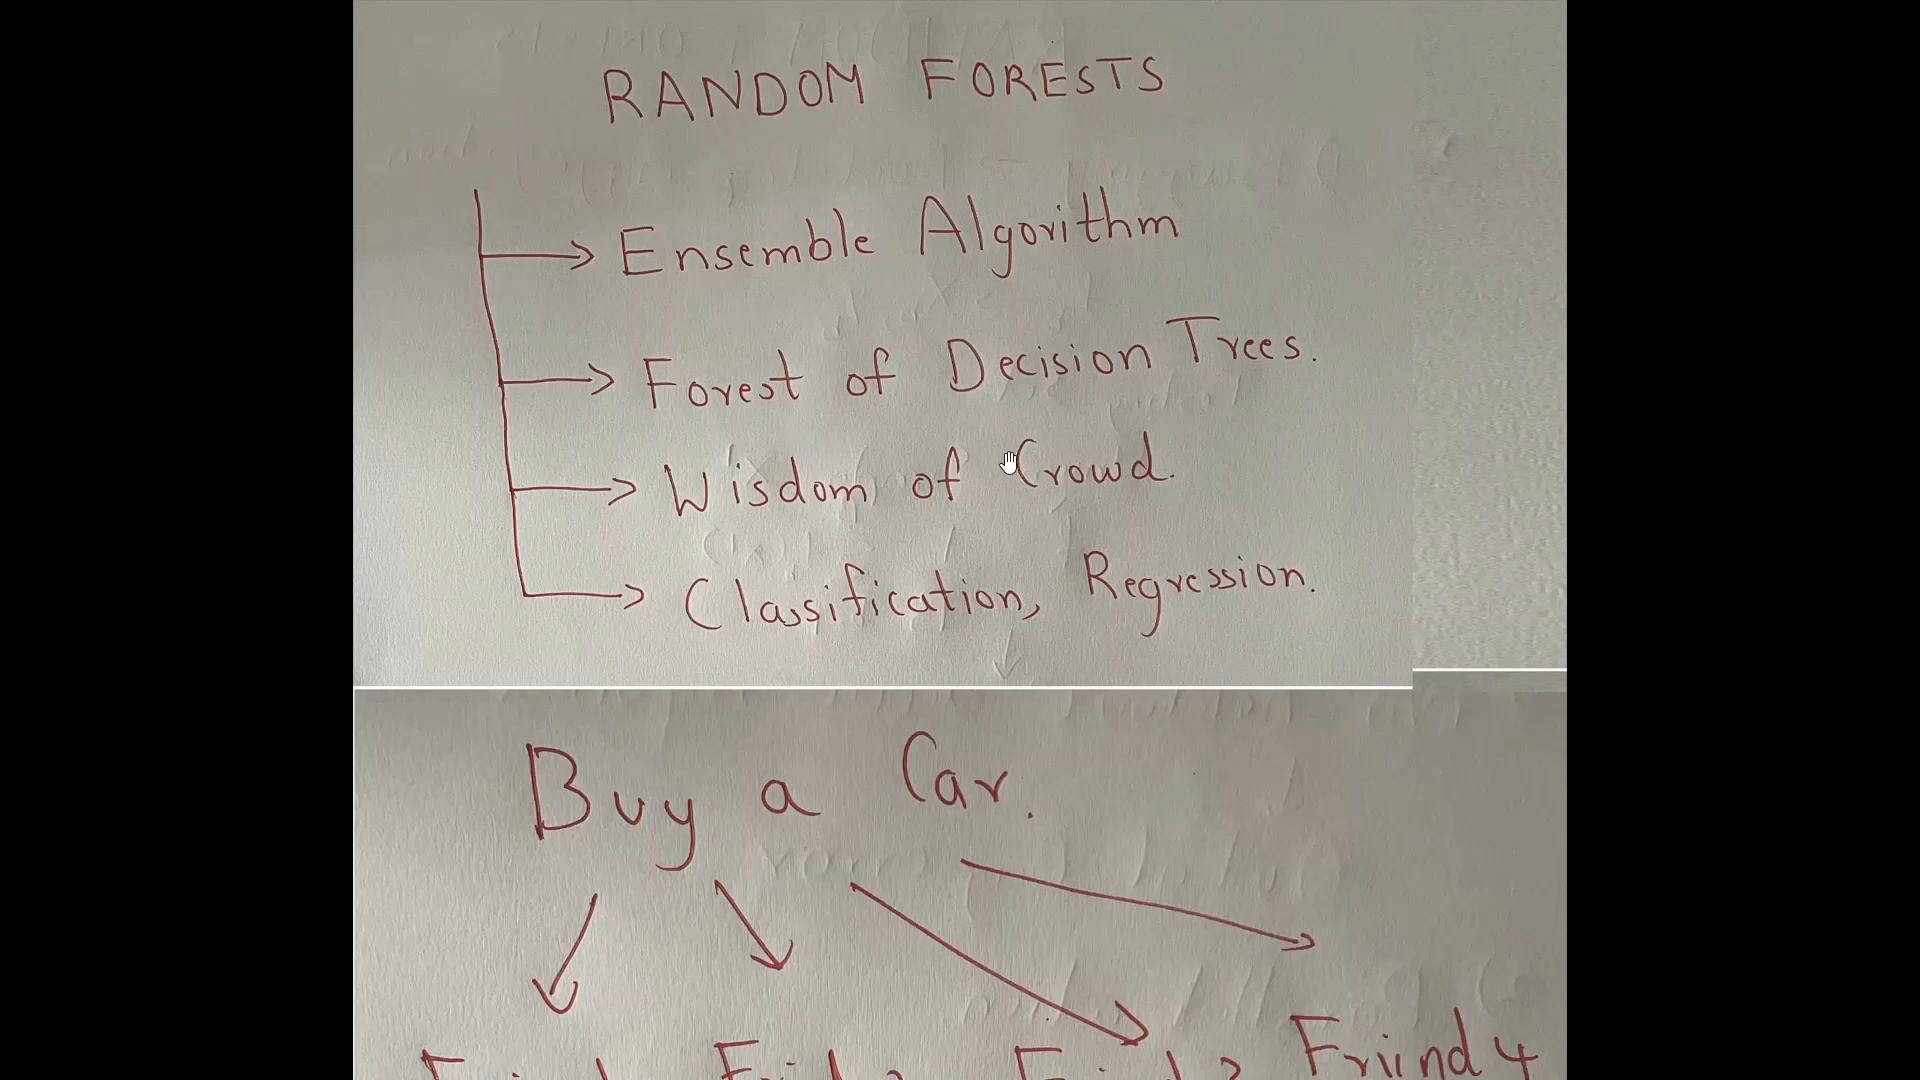 RANDOM FORESTS
Ensemble Algorithm
Forest of Decision Trees.
Wisdom of Crowd.
Classification, Regression.
Buy a Car.
Friend 4